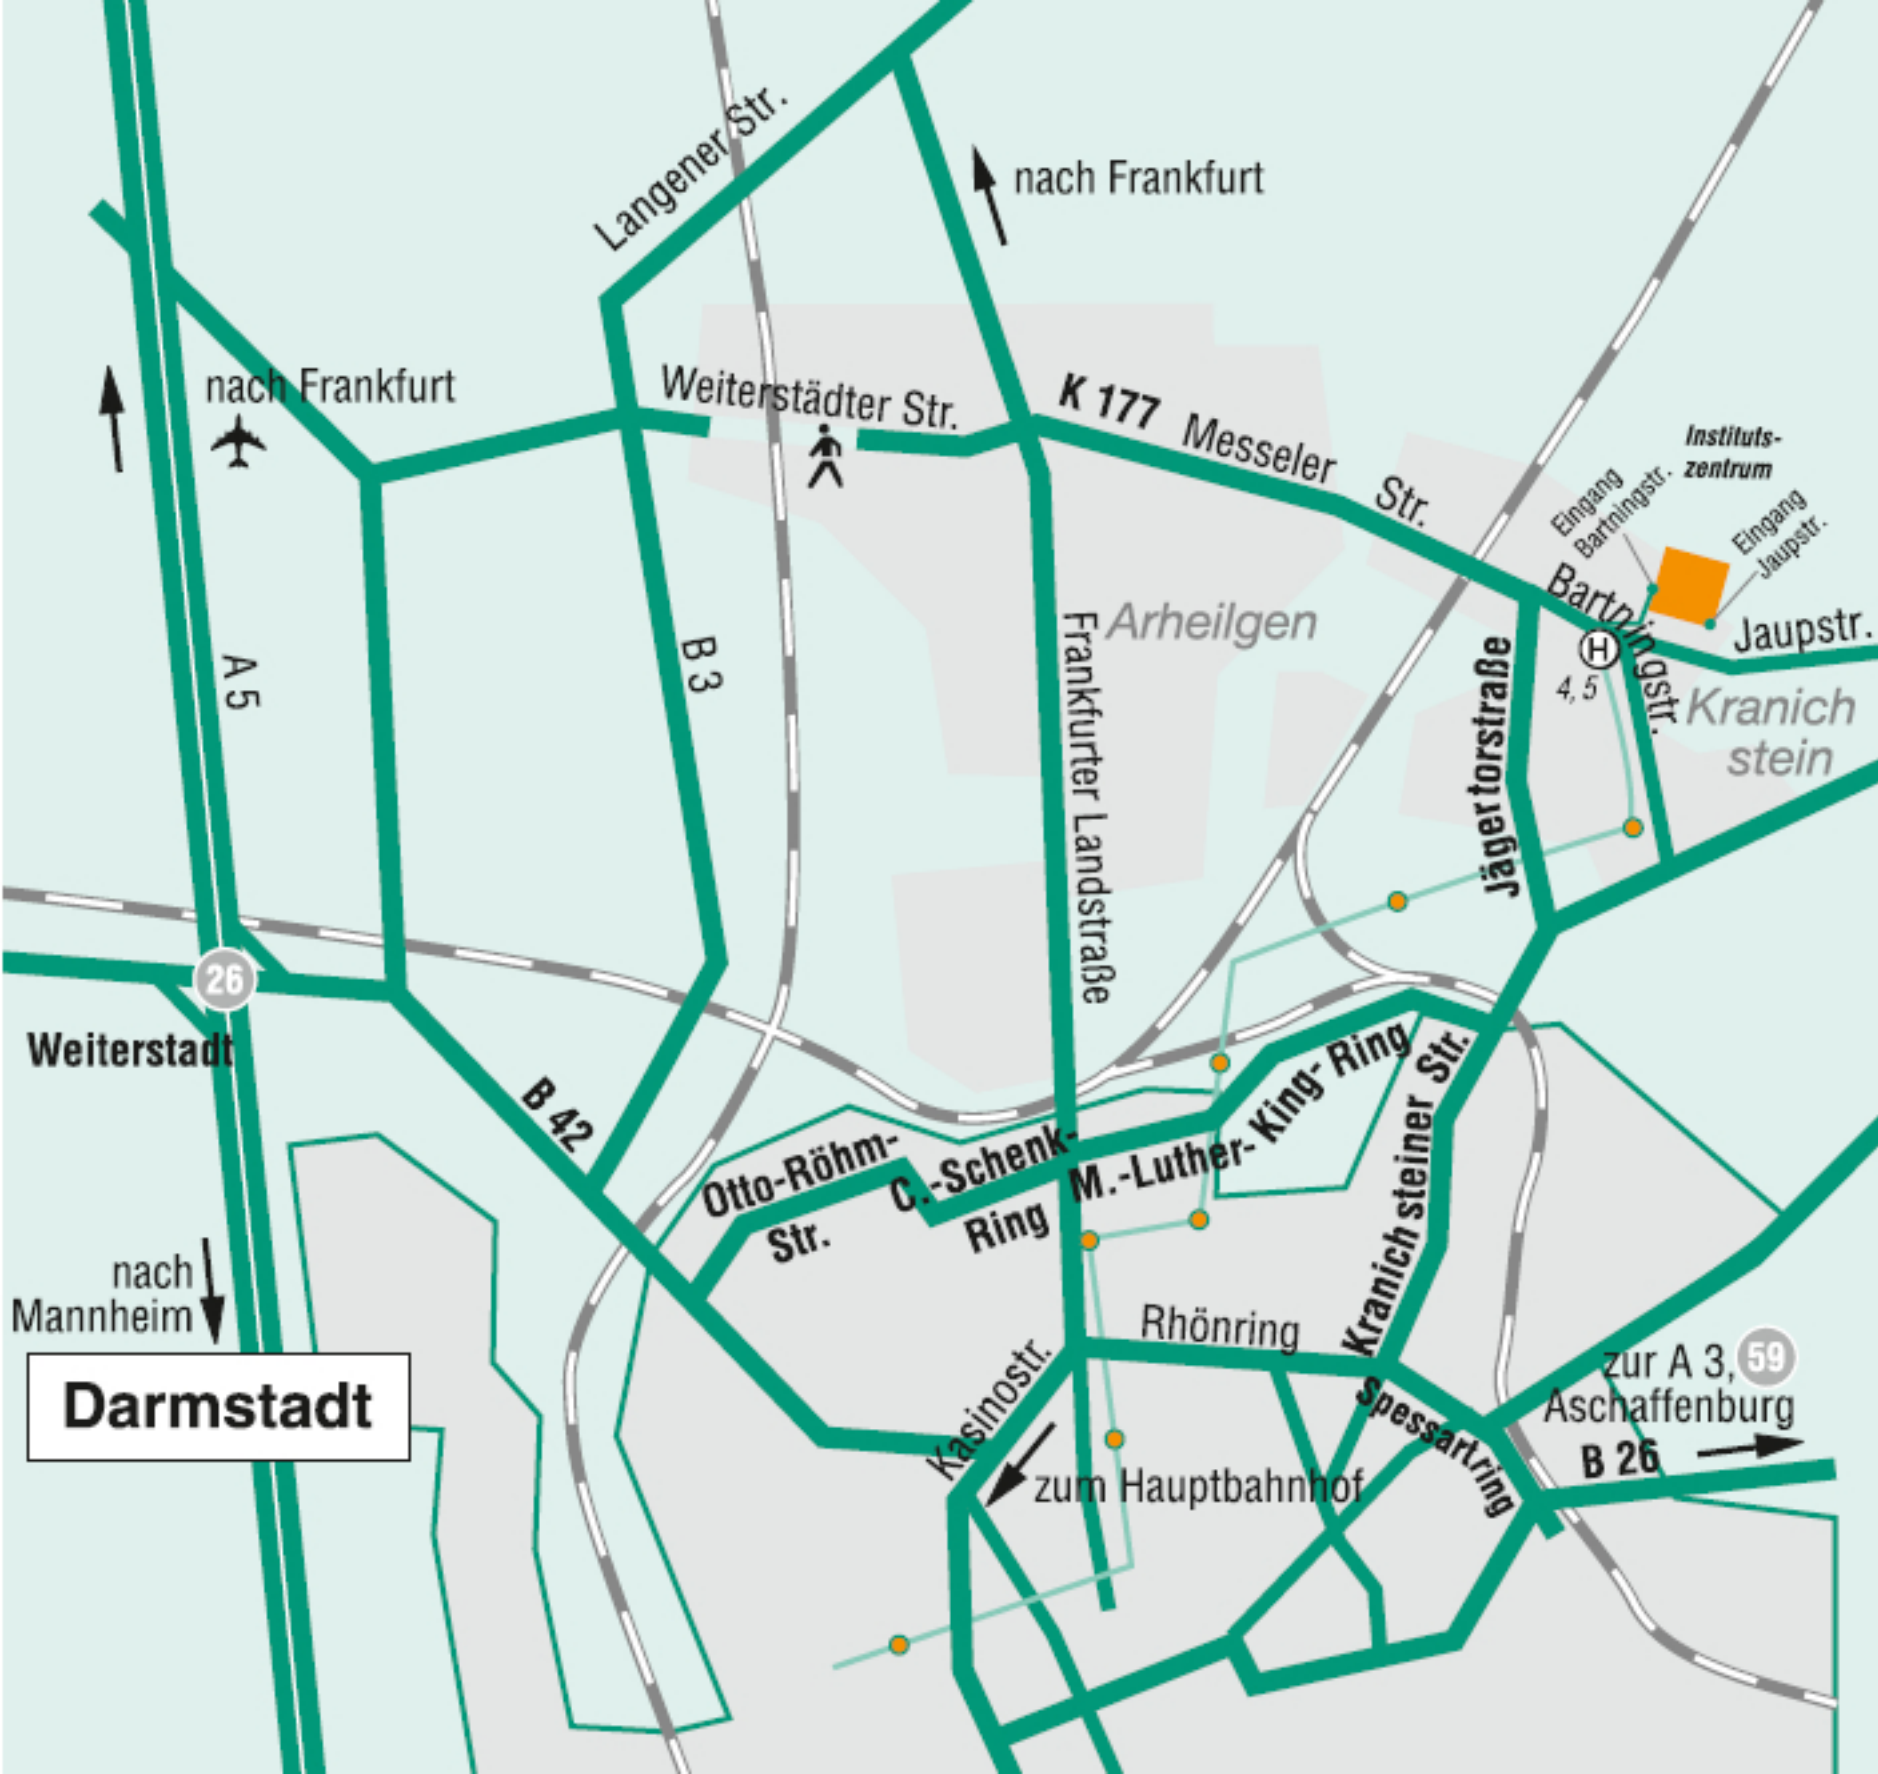 Langener Str.
nach Frankfurt
nach Frankfurt
Weiterstädter Str.
K 177 Messeler Str.
Instituts-
zentrum
Eingang
Bartningstr.
Eingang
Jaupstr.
Bartningstr.
Jaupstr.
H
4, 5
Arheilgen
Kranich
stein
A 5
B 3
Frankfurter Landstraße
Jägertorstraße
26
Weiterstadt
B 42
Otto-Röhm-
Str.
C.-Schenk-
Ring
M.-Luther-King-Ring
Kranichsteiner Str.
nach
Mannheim
Darmstadt
Rhönring
Kasinostr.
zum Hauptbahnhof
Spessartring
zur A 3, 59
Aschaffenburg
B 26